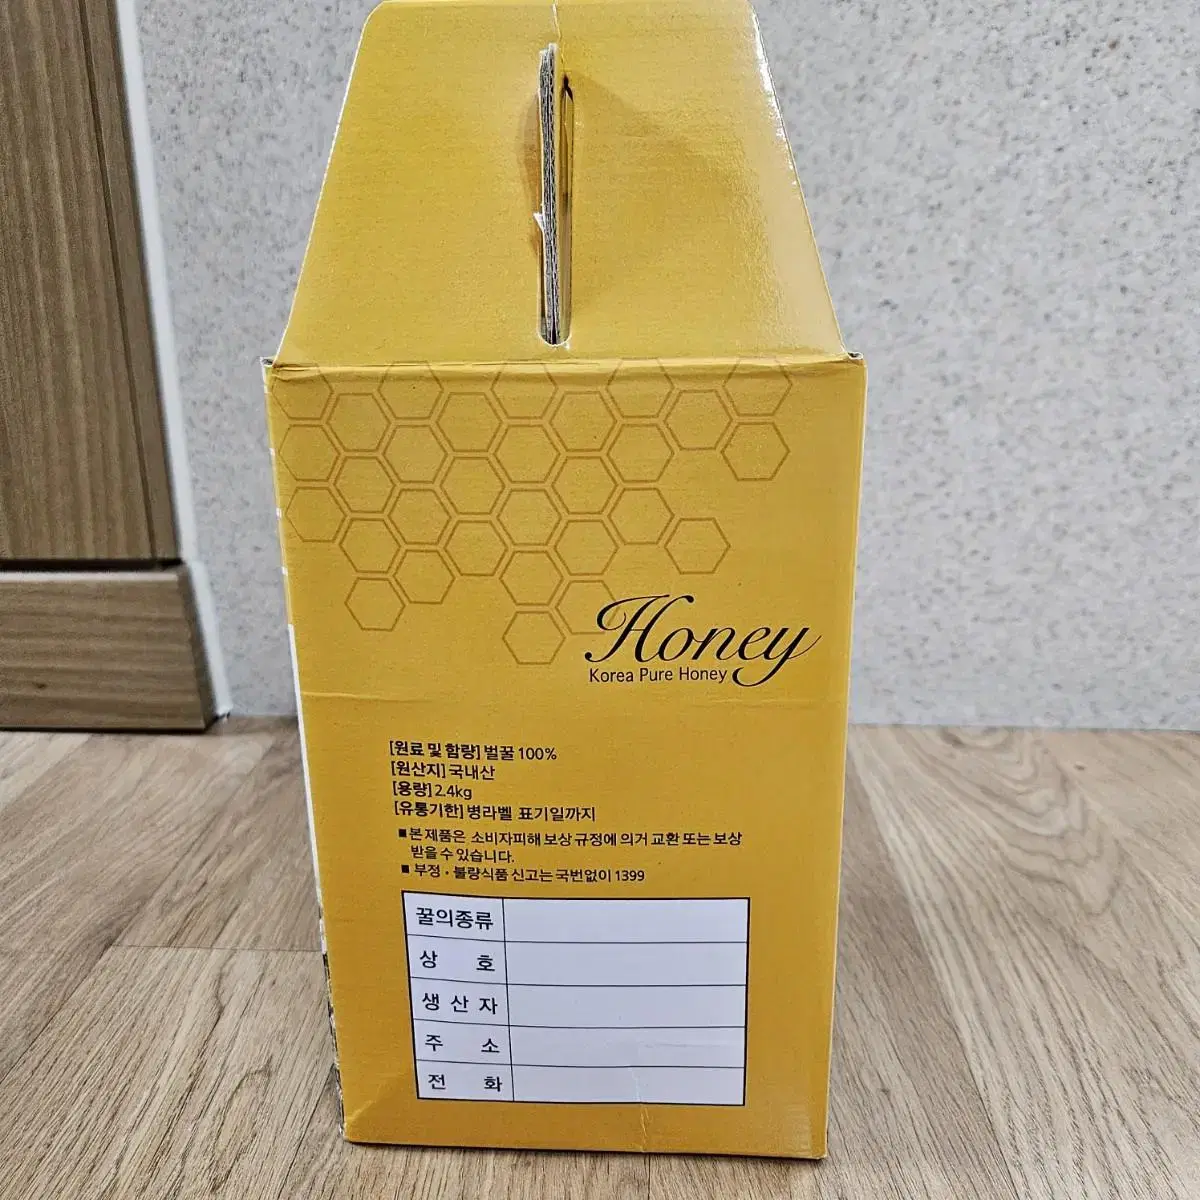 Honey
Korea Pure Honey
[원료 및 함량] 벌꿀 100%
[원산지] 국내산
[용량] 2.4kg
[유통기한] 병라벨 표기일까지
■ 본 제품은 소비자피해 보상 규정에 의거 교환 또는 보상
받을 수 있습니다.
■ 부정·불량식품 신고는 국번없이 1399
꿀의종류
상 호
생 산 자
주 소
전 화